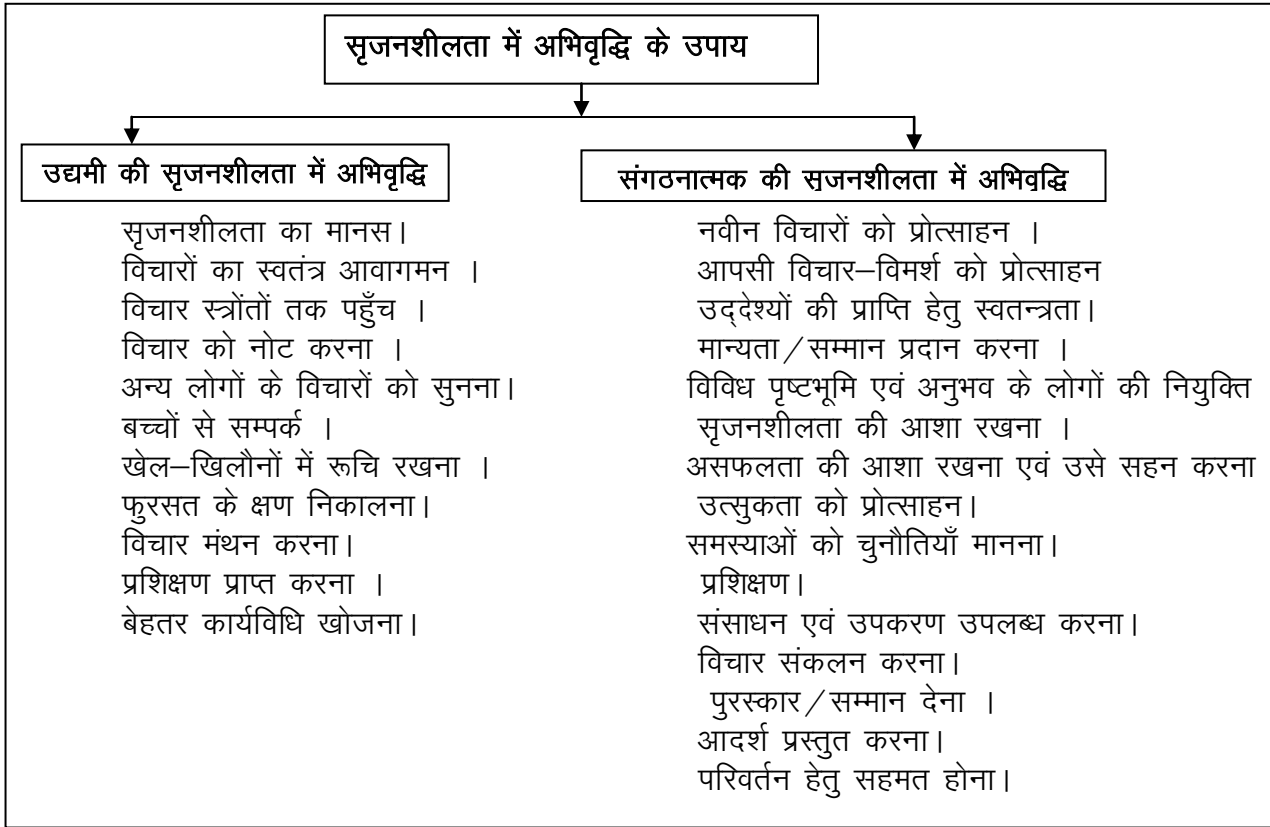 सृजनशीलता में अभिवृद्धि के उपाय
उद्यमी की सृजनशीलता में अभिवृद्धि
सृजनशीलता का मानस।
विचारों का स्वतंत्र आवागमन ।
विचार स्त्रोंतों तक पहुँच ।
विचार को नोट करना ।
अन्य लोगों के विचारों को सुनना।
बच्चों से सम्पर्क ।
खेल–खिलौनों में रूचि रखना ।
फुरसत के क्षण निकालना।
विचार मंथन करना।
प्रशिक्षण प्राप्त करना ।
बेहतर कार्यविधि खोजना।
संगठनात्मक की सृजनशीलता में अभिवृद्धि
नवीन विचारों को प्रोत्साहन ।
आपसी विचार–विमर्श को प्रोत्साहन
उद्देश्यों की प्राप्ति हेतु स्वतन्त्रता।
मान्यता/सम्मान प्रदान करना ।
विविध पृष्टभूमि एवं अनुभव के लोगों की नियुक्ति
सृजनशीलता की आशा रखना ।
असफलता की आशा रखना एवं उसे सहन करना
उत्सुकता को प्रोत्साहन।
समस्याओं को चुनौतियाँ मानना।
प्रशिक्षण।
संसाधन एवं उपकरण उपलब्ध करना।
विचार संकलन करना।
पुरस्कार/सम्मान देना ।
आदर्श प्रस्तुत करना।
परिवर्तन हेतु सहमत होना।